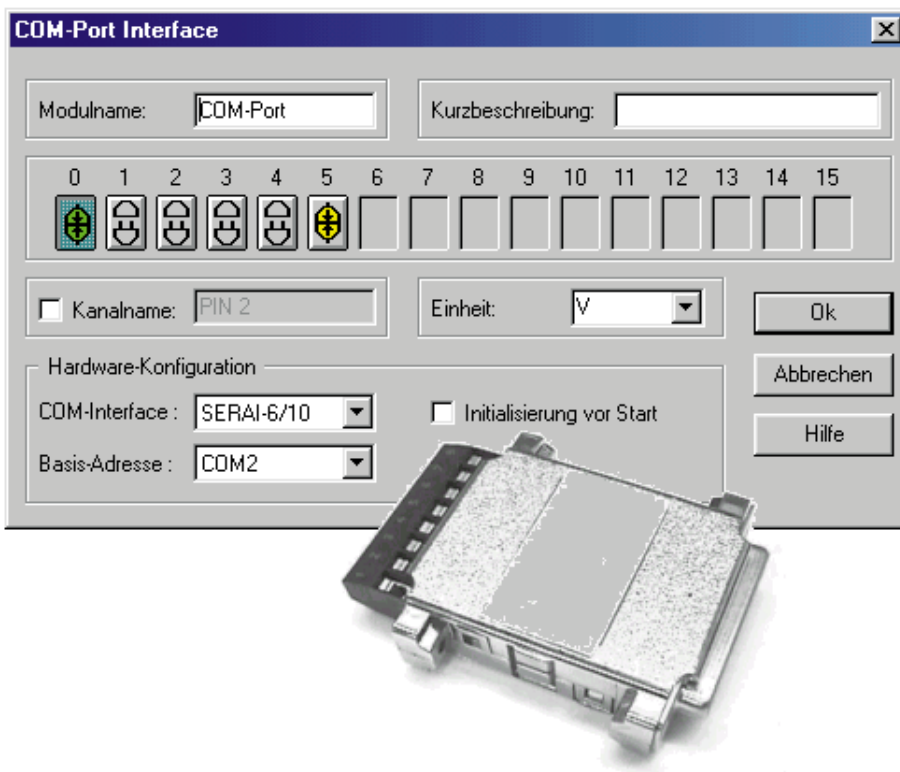 COM-Port Interface
Modulname: COM-Port Kurzbeschreibung:
0 1 2 3 4 5 6 7 8 9 10 11 12 13 14 15
Kanalname: PIN 2 Einheit: V
Ok
Hardware-Konfiguration
Abbrechen
COM-Interface : SERAI-6/10 Initialisierung vor Start
Hilfe
Basis-Adresse : COM2